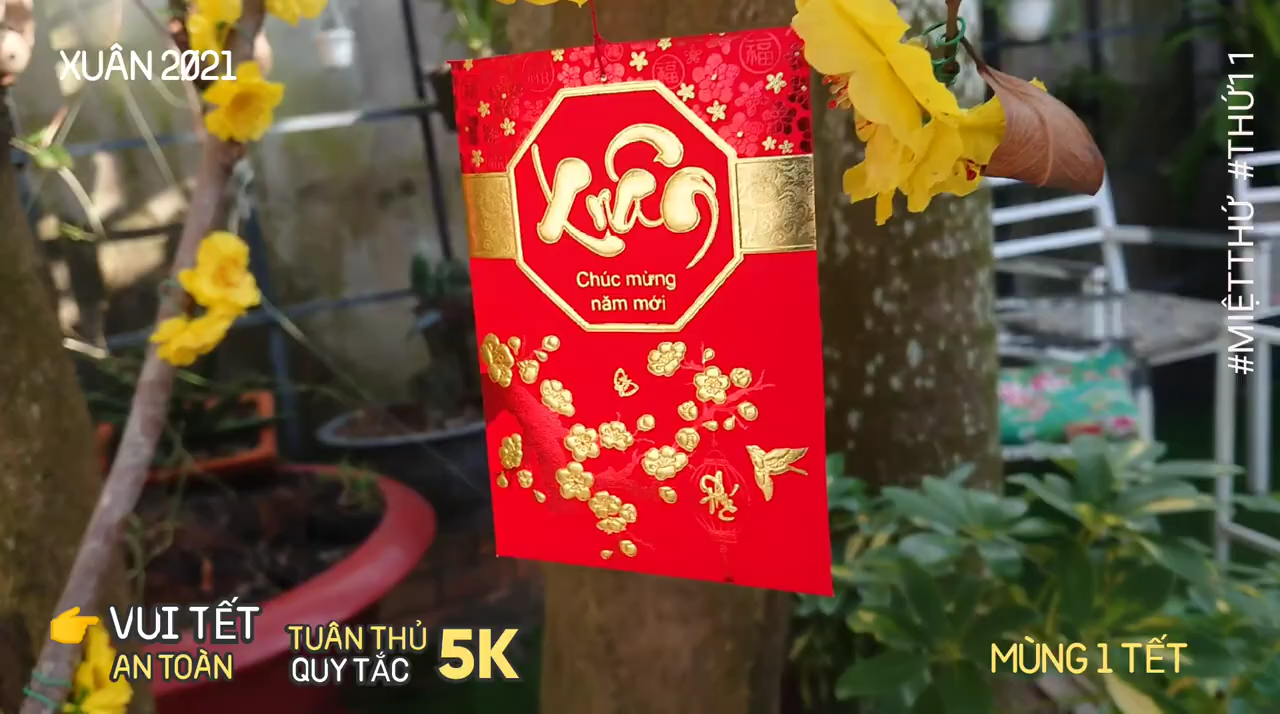 XUÂN 2021
#MIỆTTHỨ #THỨ11
Xuân
Chúc mừng
năm mới
👉 VUI TẾT
AN TOÀN
TUÂN THỦ
QUY TẮC
5K
MÙNG 1 TẾT